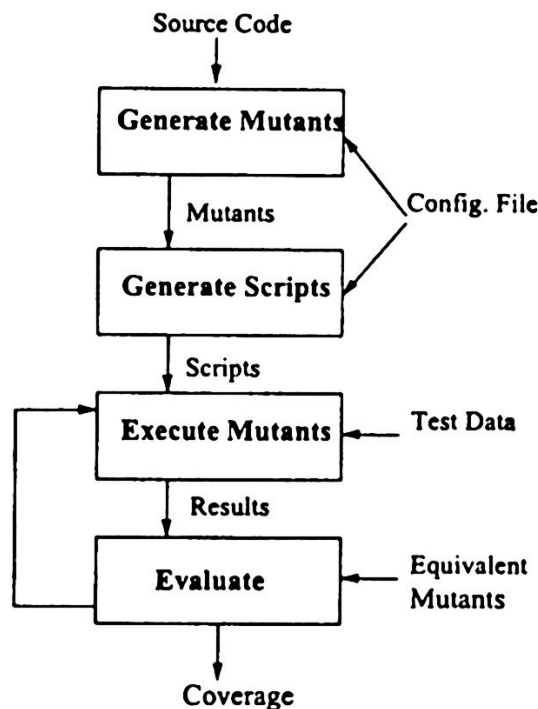 Source Code
Generate Mutants
Mutants
Config. File
Generate Scripts
Scripts
Execute Mutants
Test Data
Results
Evaluate
Equivalent
Mutants
Coverage